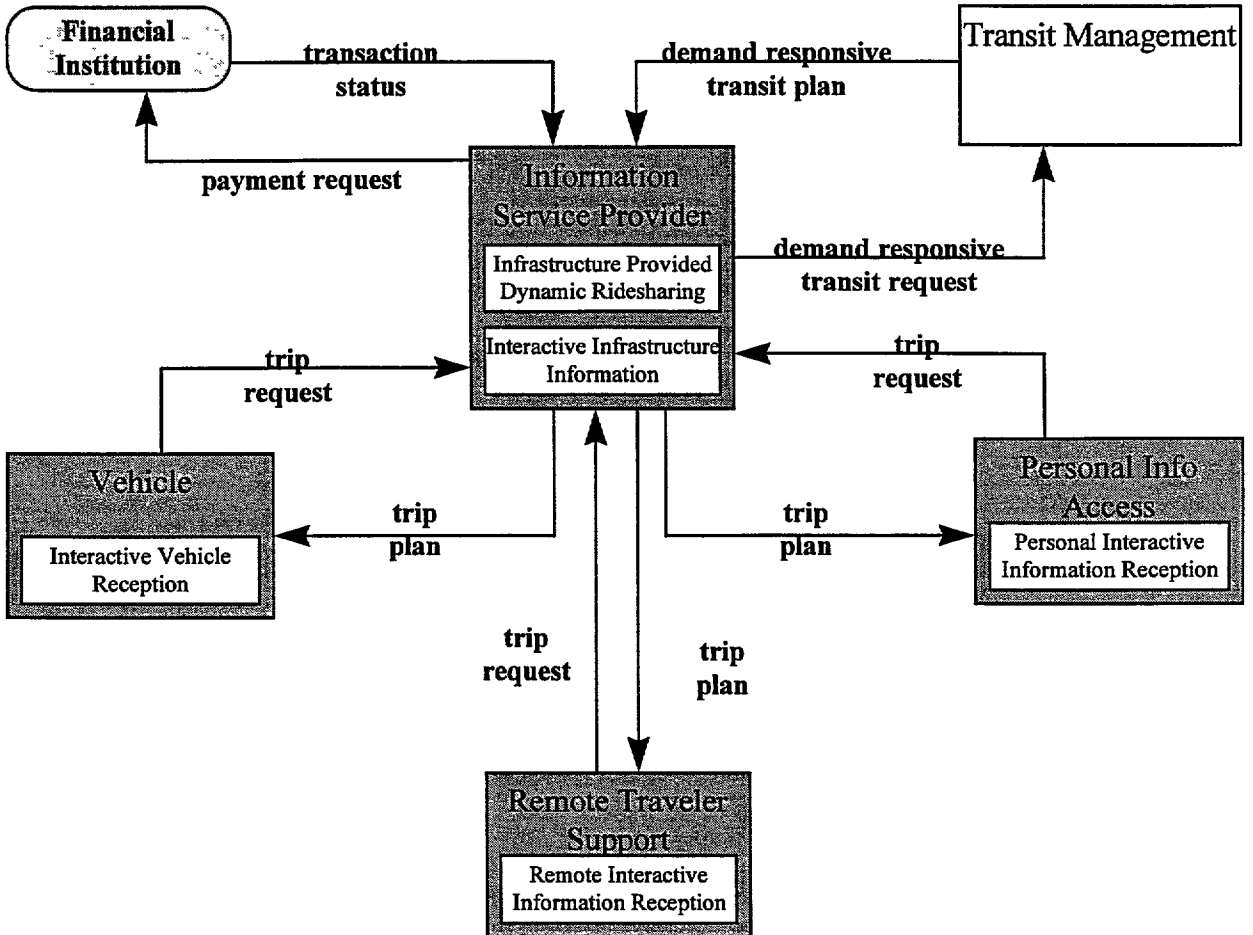 Financial
Institution
transaction
status
demand responsive
transit plan
Transit Management
payment request
Information
Service Provider
Infrastructure Provided
Dynamic Ridesharing
demand responsive
transit request
Interactive Infrastructure
Information
trip
request
trip
request
Vehicle
Interactive Vehicle
Reception
trip
plan
trip
plan
Personal Info
Access
Personal Interactive
Information Reception
trip
request
trip
plan
Remote Traveler
Support
Remote Interactive
Information Reception